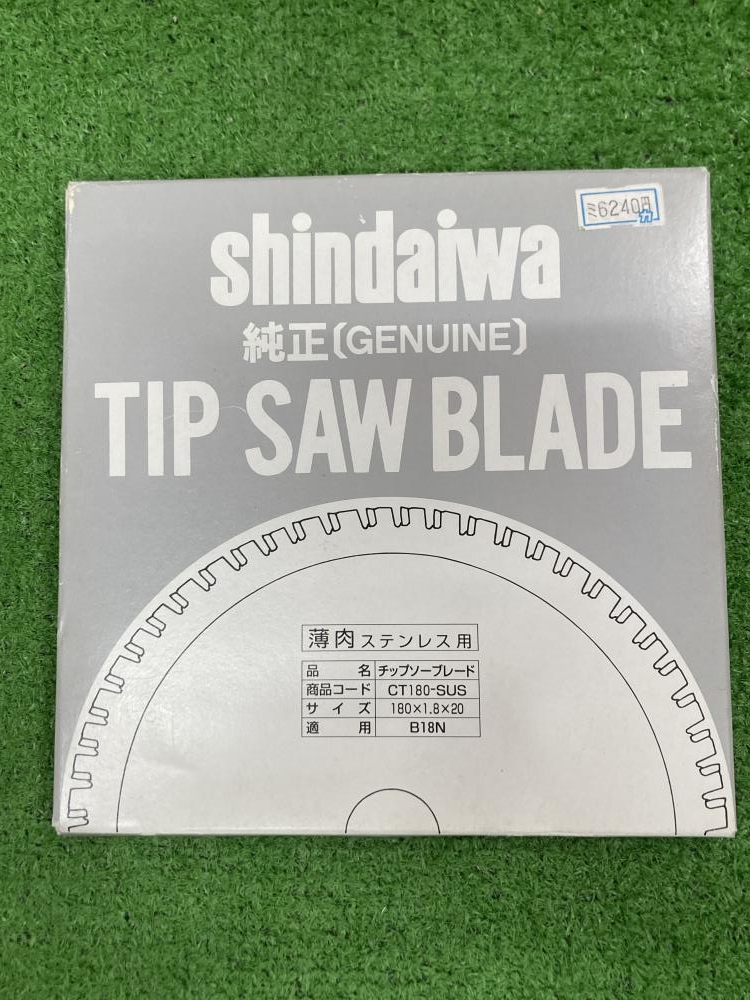 ミ6240円
カ
shindaiwa
純正〔GENUINE〕
TIP SAW BLADE
薄肉ステンレス用
品名 チップソーブレード
商品コード CT180-SUS
サイズ 180×1.8×20
適用 B18N